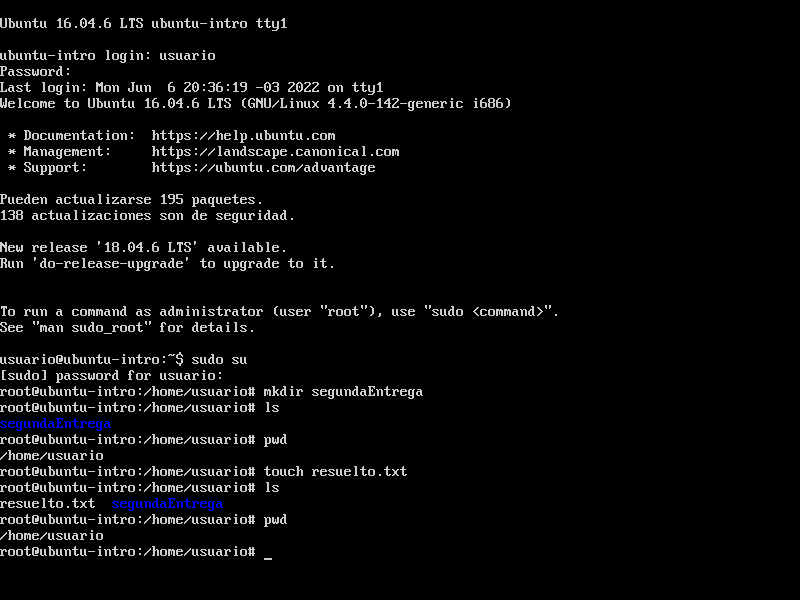 Ubuntu 16.04.6 LTS ubuntu-intro tty1
ubuntu-intro login: usuario
Password:
Last login: Mon Jun  6 20:36:19 -03 2022 on tty1
Welcome to Ubuntu 16.04.6 LTS (GNU/Linux 4.4.0-142-generic i686)
 * Documentation:  https://help.ubuntu.com
 * Management:     https://landscape.canonical.com
 * Support:        https://ubuntu.com/advantage
Pueden actualizarse 195 paquetes.
138 actualizaciones son de seguridad.
New release '18.04.6 LTS' available.
Run 'do-release-upgrade' to upgrade to it.
To run a command as administrator (user "root"), use "sudo <command>".
See "man sudo_root" for details.
usuario@ubuntu-intro:~$ sudo su
[sudo] password for usuario:
root@ubuntu-intro:/home/usuario# mkdir segundaEntrega
root@ubuntu-intro:/home/usuario# ls
segundaEntrega
root@ubuntu-intro:/home/usuario# pwd
/home/usuario
root@ubuntu-intro:/home/usuario# touch resuelto.txt
root@ubuntu-intro:/home/usuario# ls
resuelto.txt  segundaEntrega
root@ubuntu-intro:/home/usuario# pwd
/home/usuario
root@ubuntu-intro:/home/usuario# _